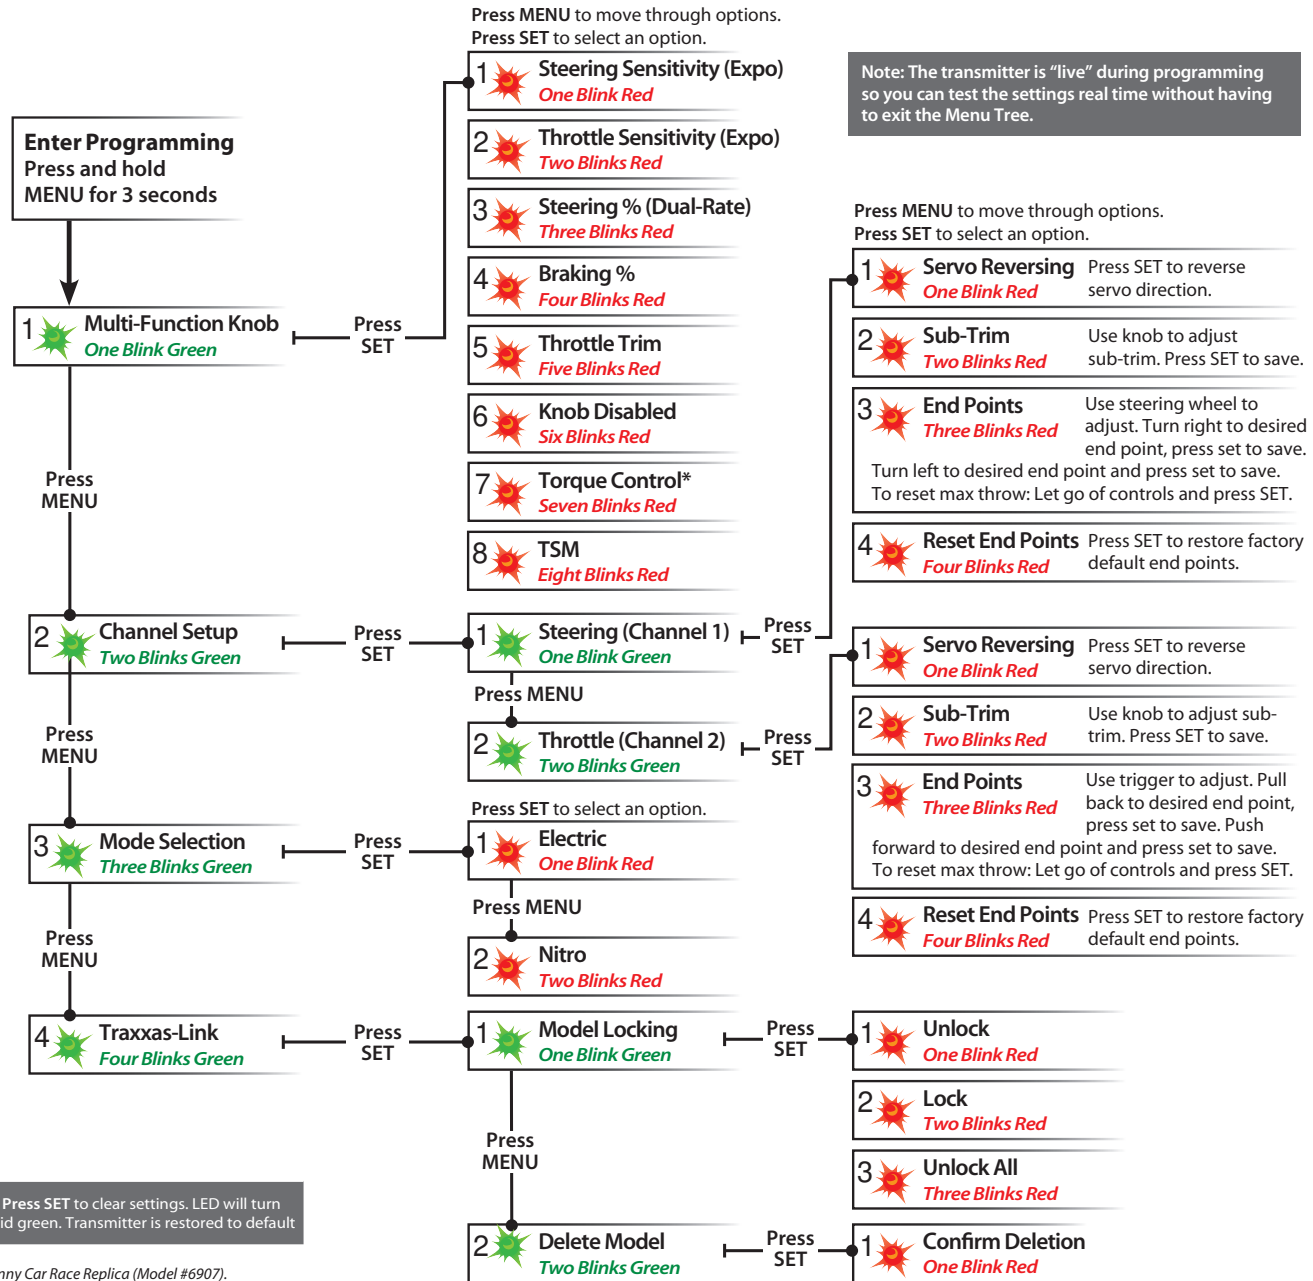 Press MENU to move through options.
Press SET to select an option.
Note: The transmitter is “live” during programming
so you can test the settings real time without having
to exit the Menu Tree.
Enter Programming
Press and hold
MENU for 3 seconds
1
Multi-Function Knob
One Blink Green
Press
SET
1
Steering Sensitivity (Expo)
One Blink Red
2
Throttle Sensitivity (Expo)
Two Blinks Red
3
Steering % (Dual-Rate)
Three Blinks Red
4
Braking %
Four Blinks Red
5
Throttle Trim
Five Blinks Red
6
Knob Disabled
Six Blinks Red
7
Torque Control*
Seven Blinks Red
8
TSM
Eight Blinks Red
Press
MENU
2
Channel Setup
Two Blinks Green
Press
SET
1
Steering (Channel 1)
One Blink Green
Press
SET
Press MENU
2
Throttle (Channel 2)
Two Blinks Green
Press
SET
Press MENU to move through options.
Press SET to select an option.
1
Servo Reversing
One Blink Red
Press SET to reverse
servo direction.
2
Sub-Trim
Two Blinks Red
Use knob to adjust
sub-trim. Press SET to save.
3
End Points
Three Blinks Red
Use steering wheel to
adjust. Turn right to desired
end point, press set to save.
Turn left to desired end point and press set to save.
To reset max throw: Let go of controls and press SET.
4
Reset End Points
Four Blinks Red
Press SET to restore factory
default end points.
1
Servo Reversing
One Blink Red
Press SET to reverse
servo direction.
2
Sub-Trim
Two Blinks Red
Use knob to adjust sub-
trim. Press SET to save.
3
End Points
Three Blinks Red
Use trigger to adjust. Pull
back to desired end point,
press set to save. Push
forward to desired end point and press set to save.
To reset max throw: Let go of controls and press SET.
4
Reset End Points
Four Blinks Red
Press SET to restore factory
default end points.
Press
MENU
3
Mode Selection
Three Blinks Green
Press
SET
Press SET to select an option.
1
Electric
One Blink Red
Press MENU
2
Nitro
Two Blinks Red
Press
MENU
4
Traxxas-Link
Four Blinks Green
Press
SET
1
Model Locking
One Blink Green
Press
SET
1
Unlock
One Blink Red
2
Lock
Two Blinks Red
3
Unlock All
Three Blinks Red
Press
MENU
2
Delete Model
Two Blinks Green
Press
SET
1
Confirm Deletion
One Blink Red
Press SET to clear settings. LED will turn
id green. Transmitter is restored to default
nny Car Race Replica (Model #6907).